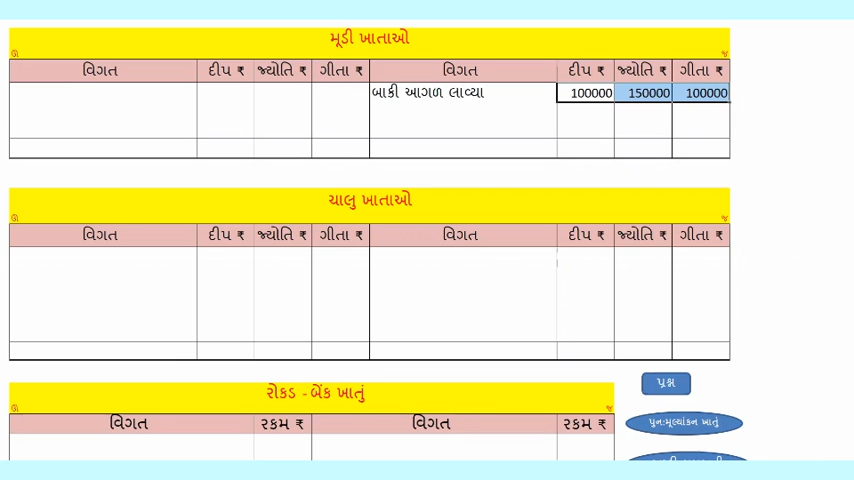 મૂડી ખાતાઓ
ઊ જ
વિગત દીપ ₹ જ્યોતિ ₹ ગીતા ₹ વિગત દીપ ₹ જ્યોતિ ₹ ગીતા ₹
બાકી આગળ લાવ્યા 100000 150000 100000
ચાલુ ખાતાઓ
ઊ જ
વિગત દીપ ₹ જ્યોતિ ₹ ગીતા ₹ વિગત દીપ ₹ જ્યોતિ ₹ ગીતા ₹
પ્રશ્ન
રોકડ - બેંક ખાતું
ઊ જ
વિગત રકમ ₹ વિગત રકમ ₹
પુન:મૂલ્યાંકન ખાતું